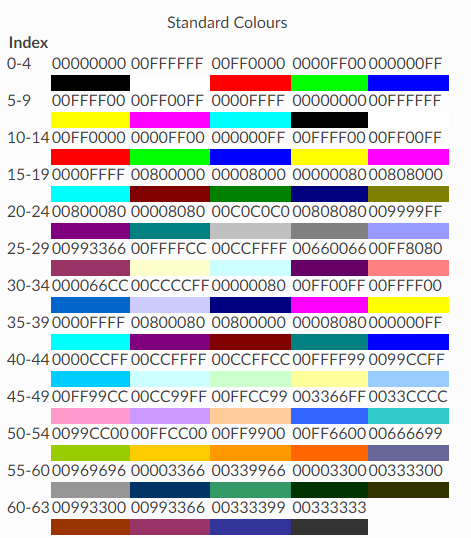 Standard Colours
Index
0-4 00000000 00FFFFFF 00FF0000 0000FF00 000000FF
5-9 00FFFF00 00FF00FF 0000FFFF 00000000 00FFFFFF
10-14 00FF0000 0000FF00 000000FF 00FFFF00 00FF00FF
15-19 0000FFFF 00800000 00008000 00000080 00808000
20-24 00800080 00008080 00C0C0C0 00808080 009999FF
25-29 00993366 00FFFFCC 00CCFFFF 00660066 00FF8080
30-34 000066CC 00CCCCFF 00000080 00FF00FF 00FFFF00
35-39 0000FFFF 00800080 00800000 00008080 000000FF
40-44 0000CCFF 00CCFFFF 00CCFFCC 00FFFF99 0099CCFF
45-49 00FF99CC 00CC99FF 00FFCC99 003366FF 0033CCCC
50-54 0099CC00 00FFCC00 00FF9900 00FF6600 00666699
55-60 00969696 00003366 00339966 00003300 00333300
60-63 00993300 00993366 00333399 00333333